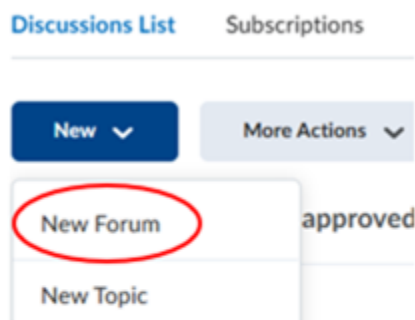 Discussions List Subscriptions
New More Actions
New Forum approved
New Topic